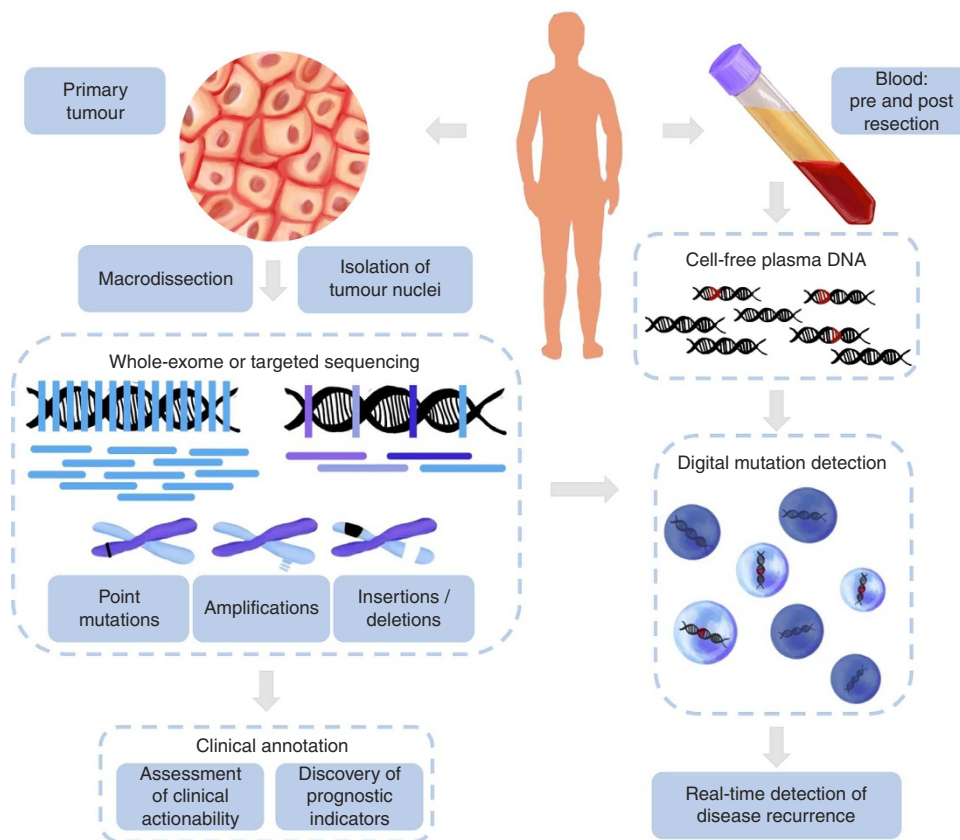 Primary
tumour
Blood:
pre and post
resection
Macrodissection
Isolation of
tumour nuclei
Cell-free plasma DNA
Whole-exome or targeted sequencing
Digital mutation detection
Point
mutations
Amplifications
Insertions /
deletions
Clinical annotation
Assessment
of clinical
actionability
Discovery of
prognostic
indicators
Real-time detection of
disease recurrence